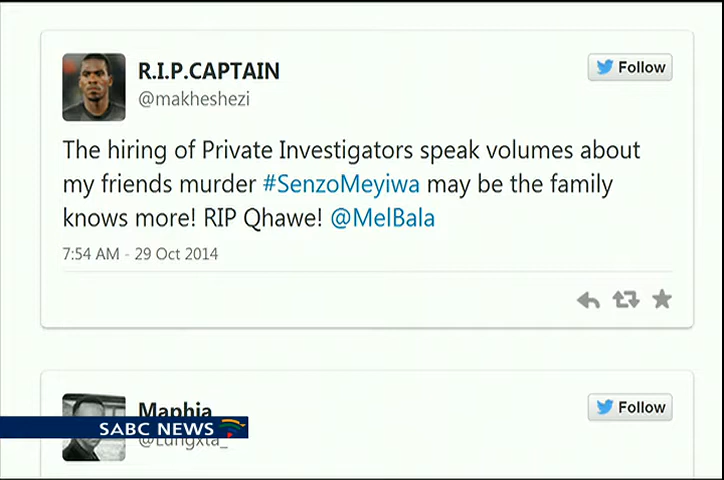 R.I.P.CAPTAIN
Follow
@makheshezi
The hiring of Private Investigators speak volumes about
my friends murder #SenzoMeyiwa may be the family
knows more! RIP Qhawe! @MelBala
7:54 AM - 29 Oct 2014
Maphia
Follow
SABC NEWS
@Lungxta_